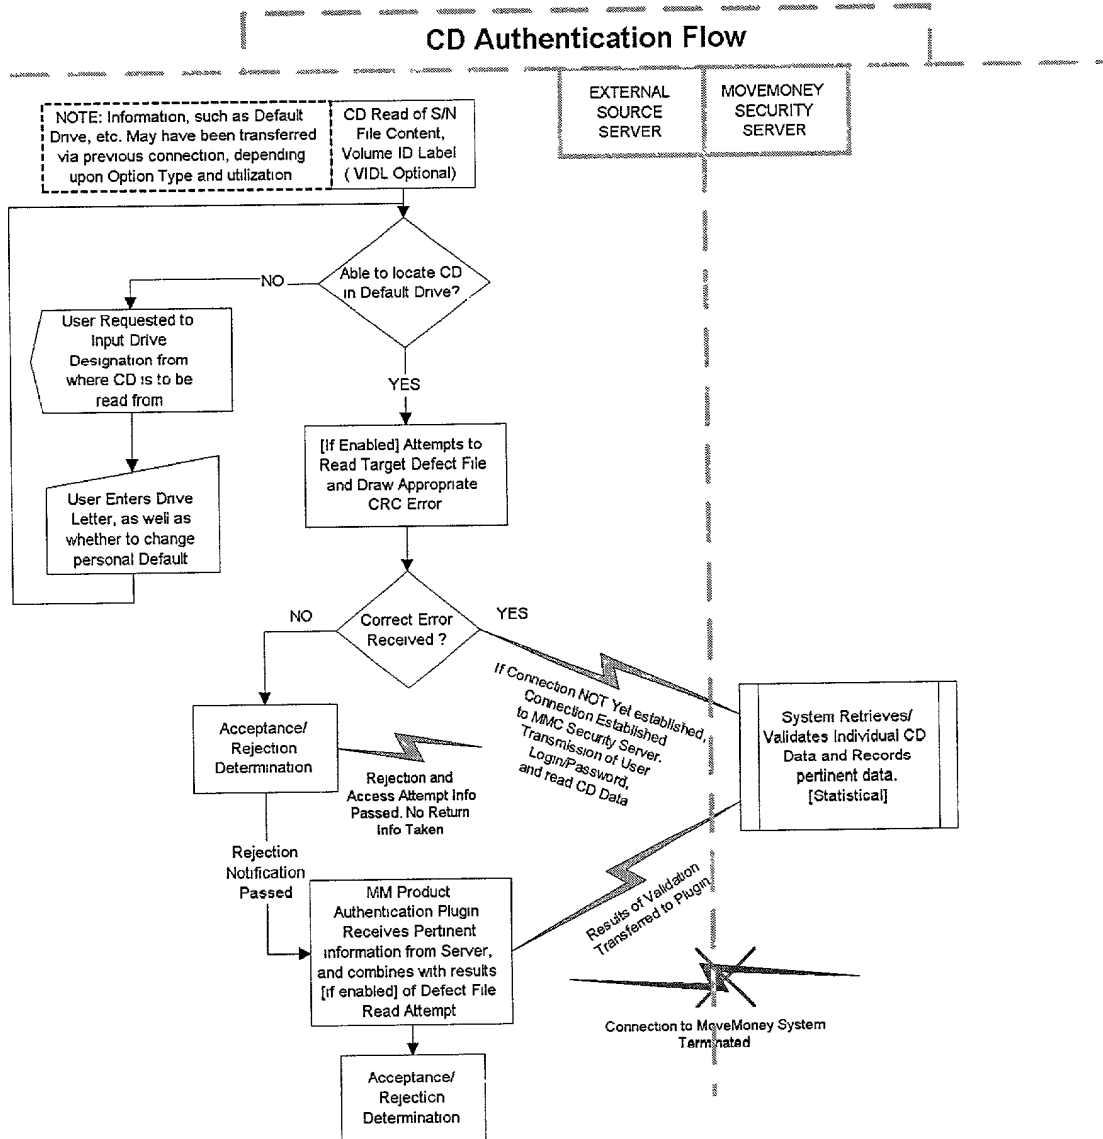 CD Authentication Flow
EXTERNAL
SOURCE
SERVER
MOVEMONEY
SECURITY
SERVER
NOTE: Information, such as Default
Drive, etc. May have been transferred
via previous connection, depending
upon Option Type and utilization
CD Read of S/N
File Content,
Volume ID Label
( VIDL Optional)
Able to locate CD
in Default Drive?
NO
YES
User Requested to
Input Drive
Designation from
where CD is to be
read from
User Enters Drive
Letter, as well as
whether to change
personal Default
[If Enabled] Attempts to
Read Target Defect File
and Draw Appropriate
CRC Error
Correct Error
Received ?
NO
YES
If Connection NOT Yet established,
Connection Established
to MMC Security Server.
Transmission of User
Login/Password,
and read CD Data
System Retrieves/
Validates Individual CD
Data and Records
pertinent data.
[Statistical]
Acceptance/
Rejection
Determination
Rejection and
Access Attempt Info
Passed. No Return
Info Taken
Rejection
Notification
Passed
MM Product
Authentication Plugin
Receives Pertinent
information from Server,
and combines with results
[if enabled] of Defect File
Read Attempt
Results of Validation
Transferred to Plugin
Connection to MoveMoney System
Terminated
Acceptance/
Rejection
Determination